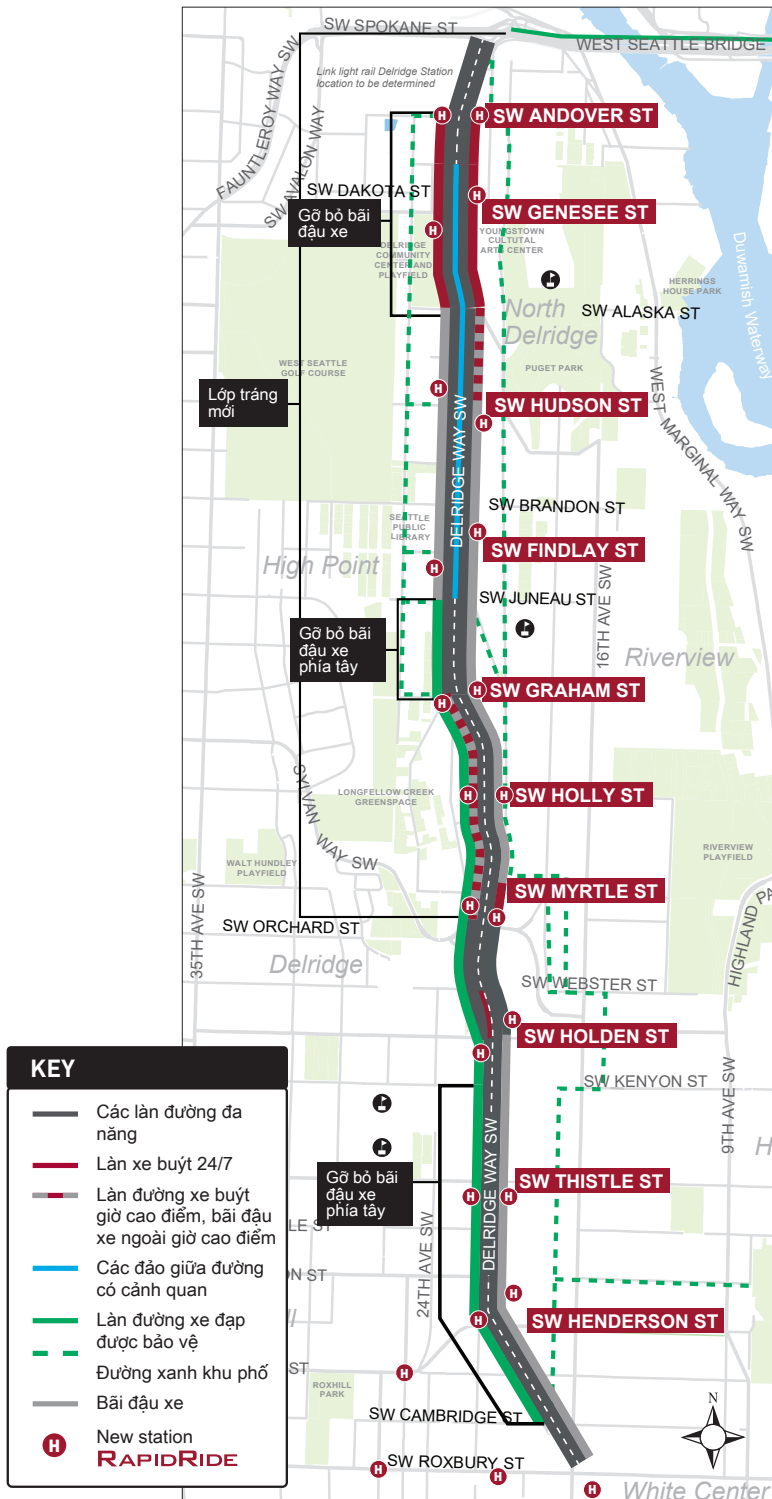 SW SPOKANE ST
WEST SEATTLE BRIDGE
Link light rail Delridge Station
location to be determined
FAUNTLEROY WAY SW
SW AVALON WAY
SW ANDOVER ST
SW DAKOTA ST
SW GENESEE ST
Gỡ bỏ bãi
đậu xe
DELRIDGE
COMMUNITY
CENTER AND
PLAYFIELD
YOUNGSTOWN
CULTUTAL
ARTS CENTER
HERRINGS
HOUSE PARK
Duwamish Waterway
North
Delridge
SW ALASKA ST
WEST SEATTLE
GOLF COURSE
PUGET PARK
Lớp tráng
mới
SW HUDSON ST
WEST MARGINAL WAY SW
DELRIDGE WAY SW
SW BRANDON ST
SEATTLE
PUBLIC
LIBRARY
SW FINDLAY ST
High Point
SW JUNEAU ST
16TH AVE SW
Gỡ bỏ bãi
đậu xe
phía tây
Riverview
SW GRAHAM ST
SYLVAN WAY SW
LONGFELLOW CREEK
GREENSPACE
SW HOLLY ST
RIVERVIEW
PLAYFIELD
WALT HUNDLEY
PLAYFIELD
SW MYRTLE ST
35TH AVE SW
SW ORCHARD ST
HIGHLAND PA
Delridge
SW WEBSTER ST
SW HOLDEN ST
SW KENYON ST
9TH AVE SW
H
Gỡ bỏ bãi
đậu xe
phía tây
DELRIDGE WAY SW
SW THISTLE ST
24TH AVE SW
LE ST
ON ST
SW HENDERSON ST
ST
ROXHILL
PARK
SW CAMBRIDGE ST
N
SW ROXBURY ST
White Center
KEY
Các làn đường đa
năng
Làn xe buýt 24/7
Làn đường xe buýt
giờ cao điểm, bãi đậu
xe ngoài giờ cao điểm
Các đảo giữa đường
có cảnh quan
Làn đường xe đạp
được bảo vệ
Đường xanh khu phố
Bãi đậu xe
H
New station
RAPIDRIDE